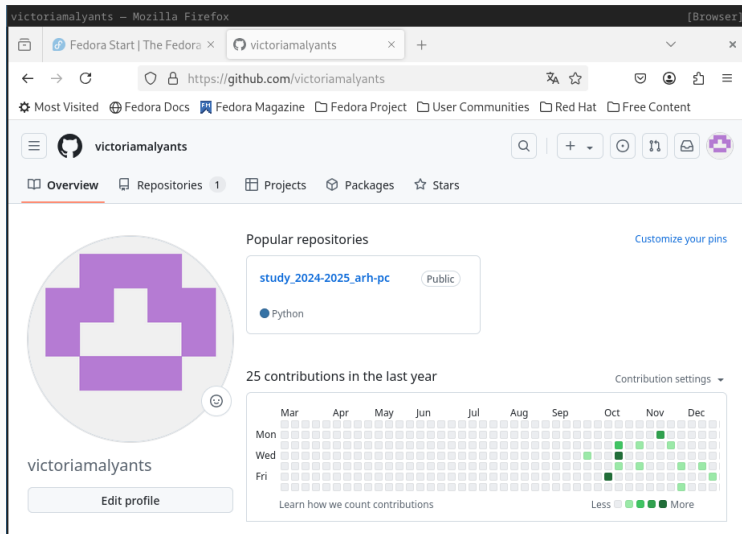 victoriamalyants — Mozilla Firefox [Browser]
Fedora Start | The Fedora × victoriamalyants × +
https://github.com/victoriamalyants
Most Visited Fedora Docs Fedora Magazine Fedora Project User Communities Red Hat Free Content
victoriamalyants
Overview Repositories 1 Projects Packages Stars
Popular repositories Customize your pins
study_2024-2025_arh-pc Public
Python
25 contributions in the last year Contribution settings
Mar Apr May Jun Jul Aug Sep Oct Nov Dec
Mon
Wed
Fri
Learn how we count contributions Less More
victoriamalyants
Edit profile